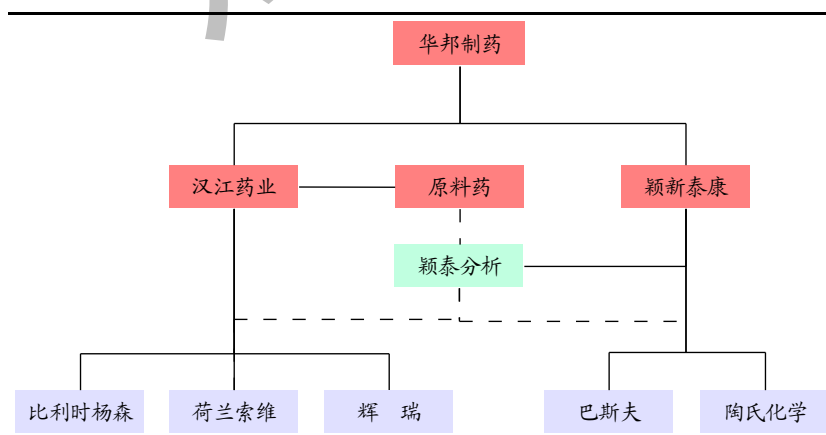 华邦制药
汉江药业 原料药 颖新泰康
颖泰分析
比利时杨森 荷兰索维 辉 瑞 巴斯夫 陶氏化学